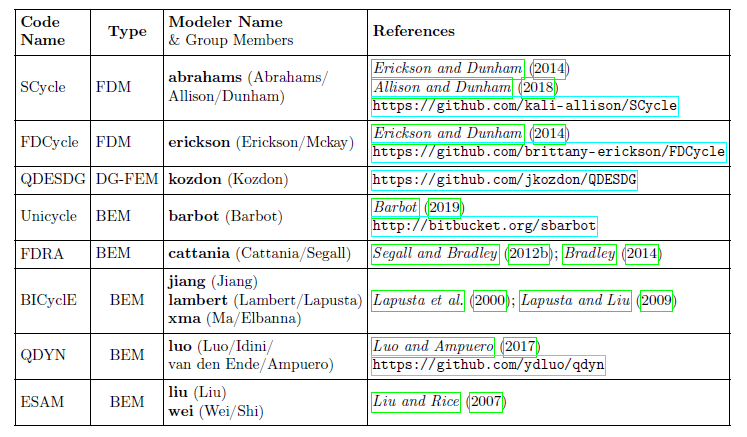 Code Name Type Modeler Name & Group Members References
SCycle FDM abrahams (Abrahams/ Allison/Dunham) Erickson and Dunham (2014)
Allison and Dunham (2018)
https://github.com/kali-allison/SCycle
FDCycle FDM erickson (Erickson/Mckay) Erickson and Dunham (2014)
https://github.com/brittany-erickson/FDCycle
QDESDG DG-FEM kozdon (Kozdon) https://github.com/jkozdon/QDESDG
Unicycle BEM barbot (Barbot) Barbot (2019)
http://bitbucket.org/sbarbot
FDRA BEM cattania (Cattania/Segall) Segall and Bradley (2012b); Bradley (2014)
BICyclE BEM jiang (Jiang)
lambert (Lambert/Lapusta) Lapusta et al. (2000); Lapusta and Liu (2009)
xma (Ma/Elbanna)
QDYN BEM luo (Luo/Idini/ van den Ende/Ampuero) Luo and Ampuero (2017)
https://github.com/ydluo/qdyn
ESAM BEM liu (Liu)
wei (Wei/Shi) Liu and Rice (2007)